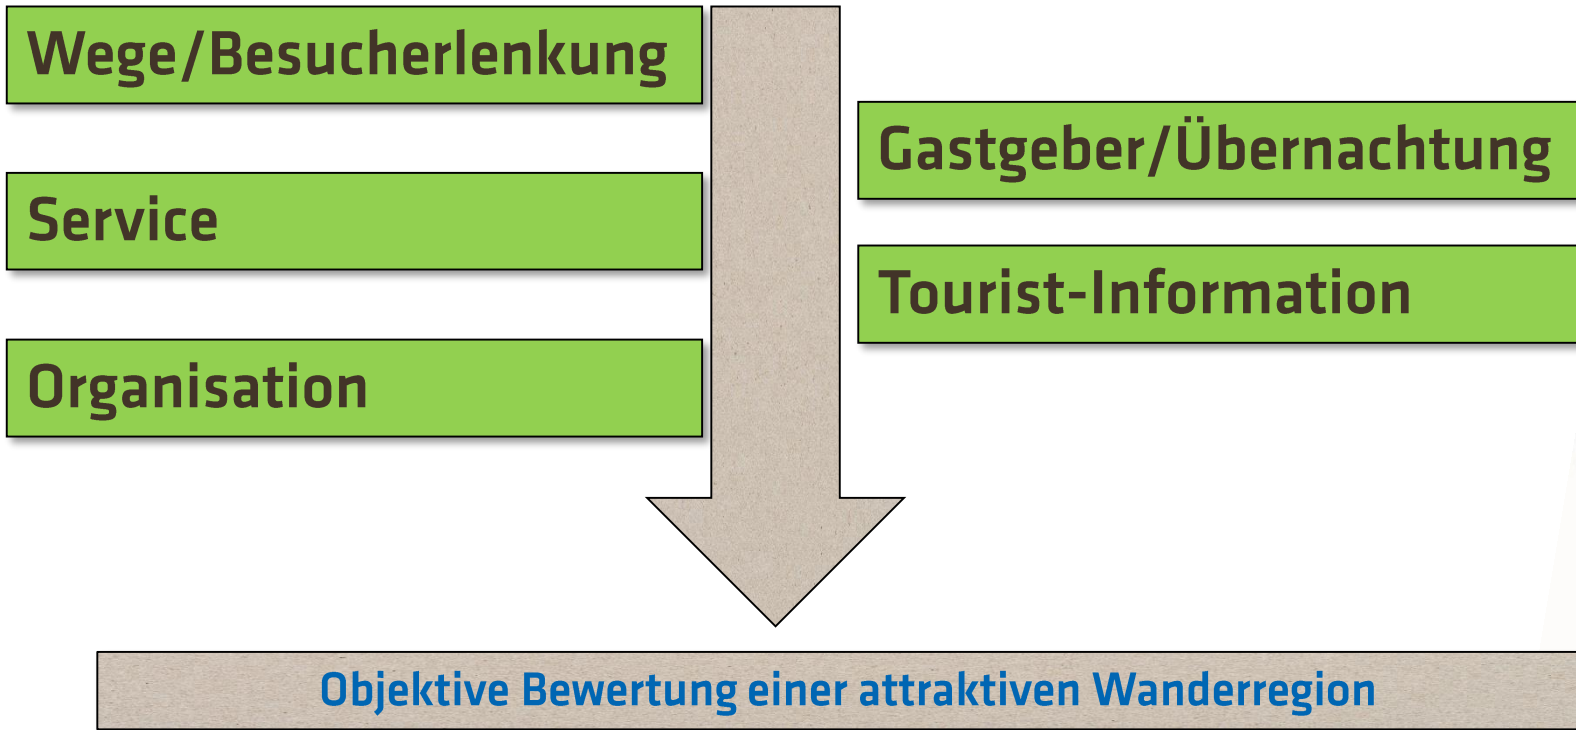 Wege/Besucherlenkung
Service
Organisation
Gastgeber/Übernachtung
Tourist-Information
Objektive Bewertung einer attraktiven Wanderregion